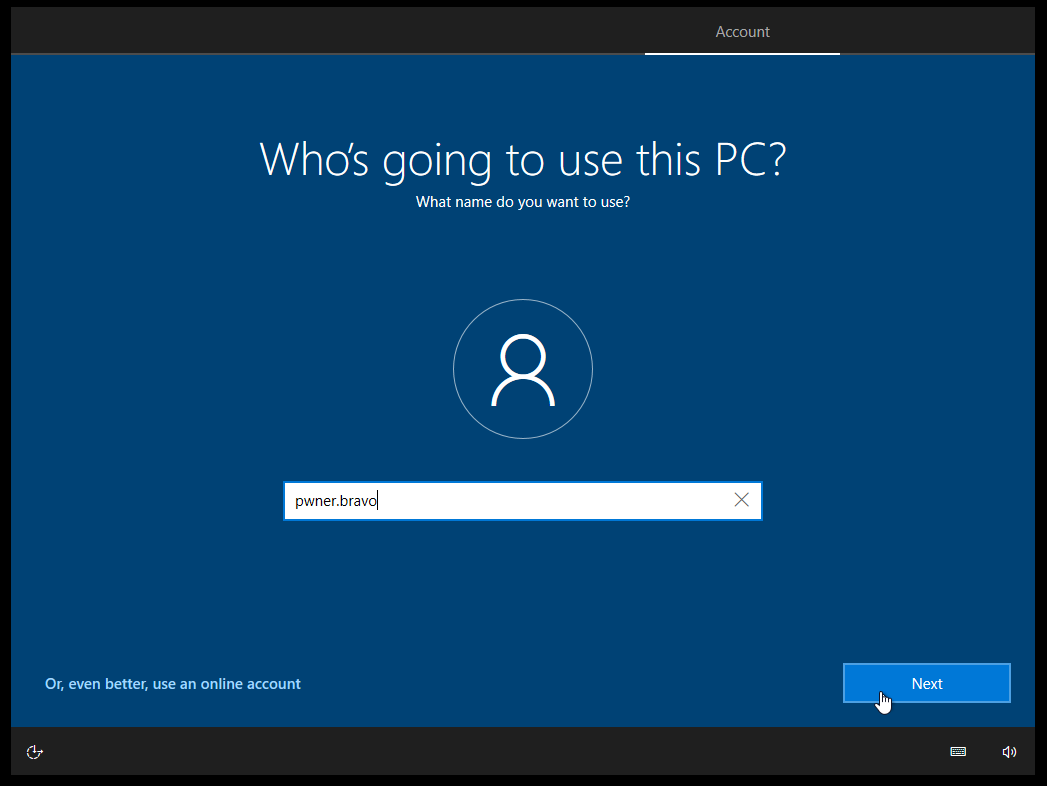 Account
Who's going to use this PC?
What name do you want to use?
pwner.bravo
Or, even better, use an online account
Next